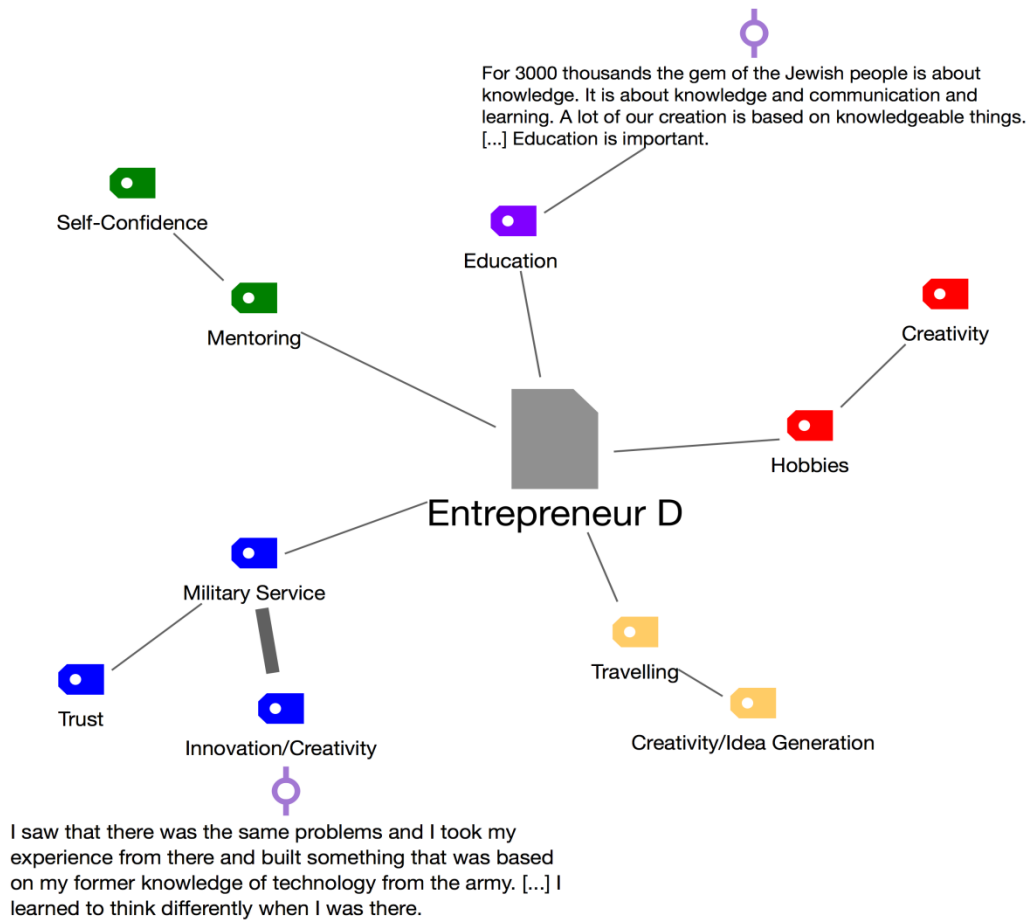 For 3000 thousands the gem of the Jewish people is about
knowledge. It is about knowledge and communication and
learning. A lot of our creation is based on knowledgeable things.
[...] Education is important.
Self-Confidence
Education
Mentoring
Creativity
Hobbies
Entrepreneur D
Military Service
Travelling
Trust
Innovation/Creativity
Creativity/Idea Generation
I saw that there was the same problems and I took my
experience from there and built something that was based
on my former knowledge of technology from the army. [...] I
learned to think differently when I was there.